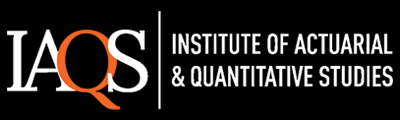 IAQS
INSTITUTE OF ACTUARIAL
& QUANTITATIVE STUDIES